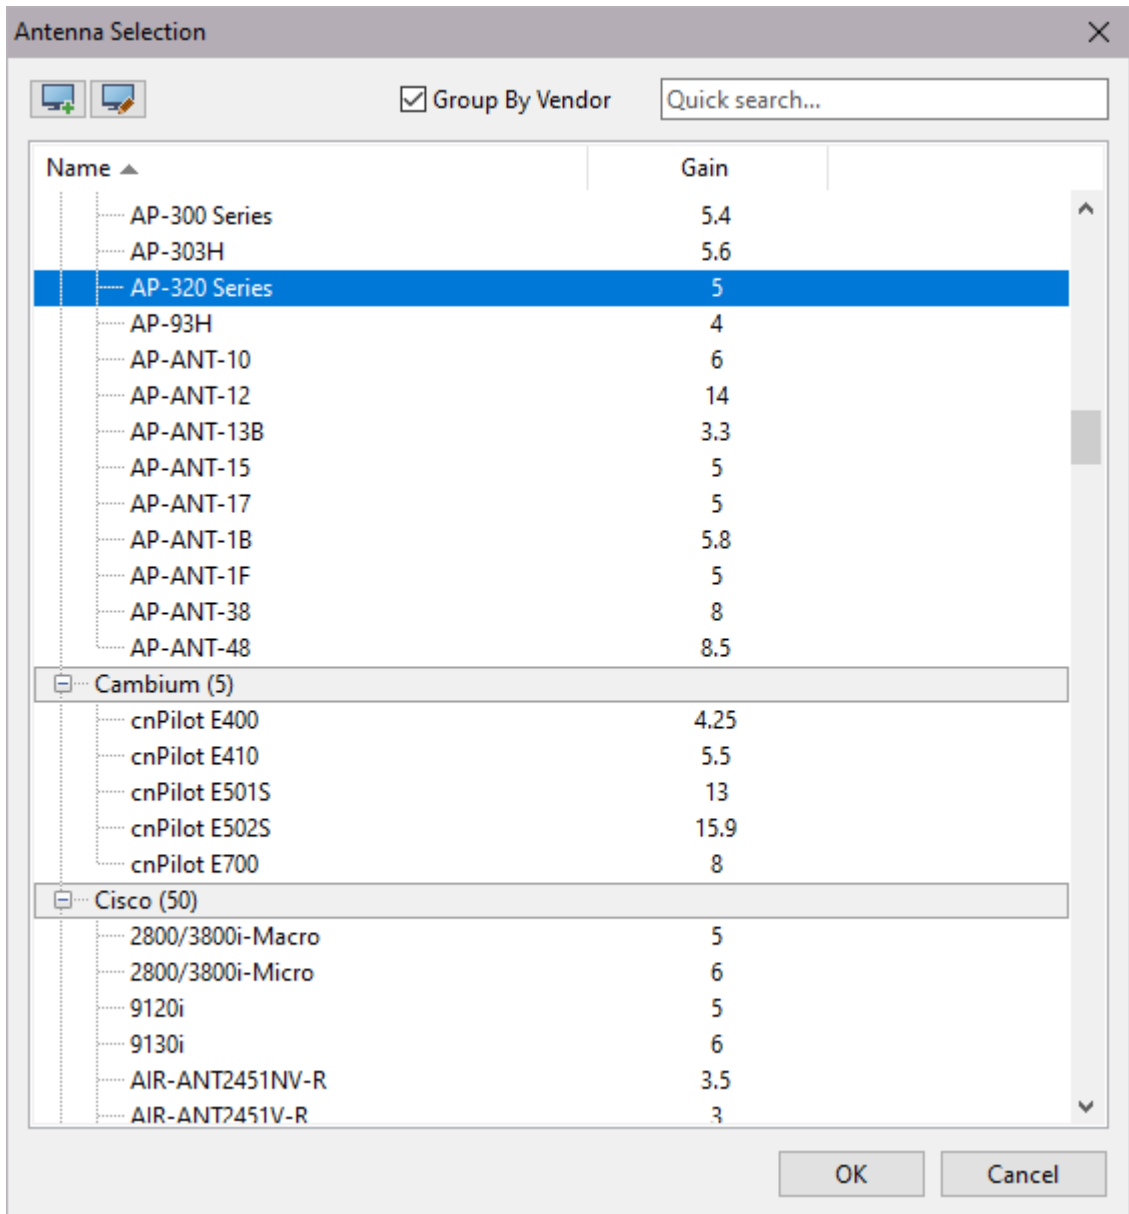 Antenna Selection
Group By Vendor Quick search...
Name Gain
AP-300 Series 5.4
AP-303H 5.6
AP-320 Series 5
AP-93H 4
AP-ANT-10 6
AP-ANT-12 14
AP-ANT-13B 3.3
AP-ANT-15 5
AP-ANT-17 5
AP-ANT-1B 5.8
AP-ANT-1F 5
AP-ANT-38 8
AP-ANT-48 8.5
Cambium (5)
cnPilot E400 4.25
cnPilot E410 5.5
cnPilot E501S 13
cnPilot E502S 15.9
cnPilot E700 8
Cisco (50)
2800/3800i-Macro 5
2800/3800i-Micro 6
9120i 5
9130i 6
AIR-ANT2451NV-R 3.5
AIR-ANT2451V-R 3
OK Cancel